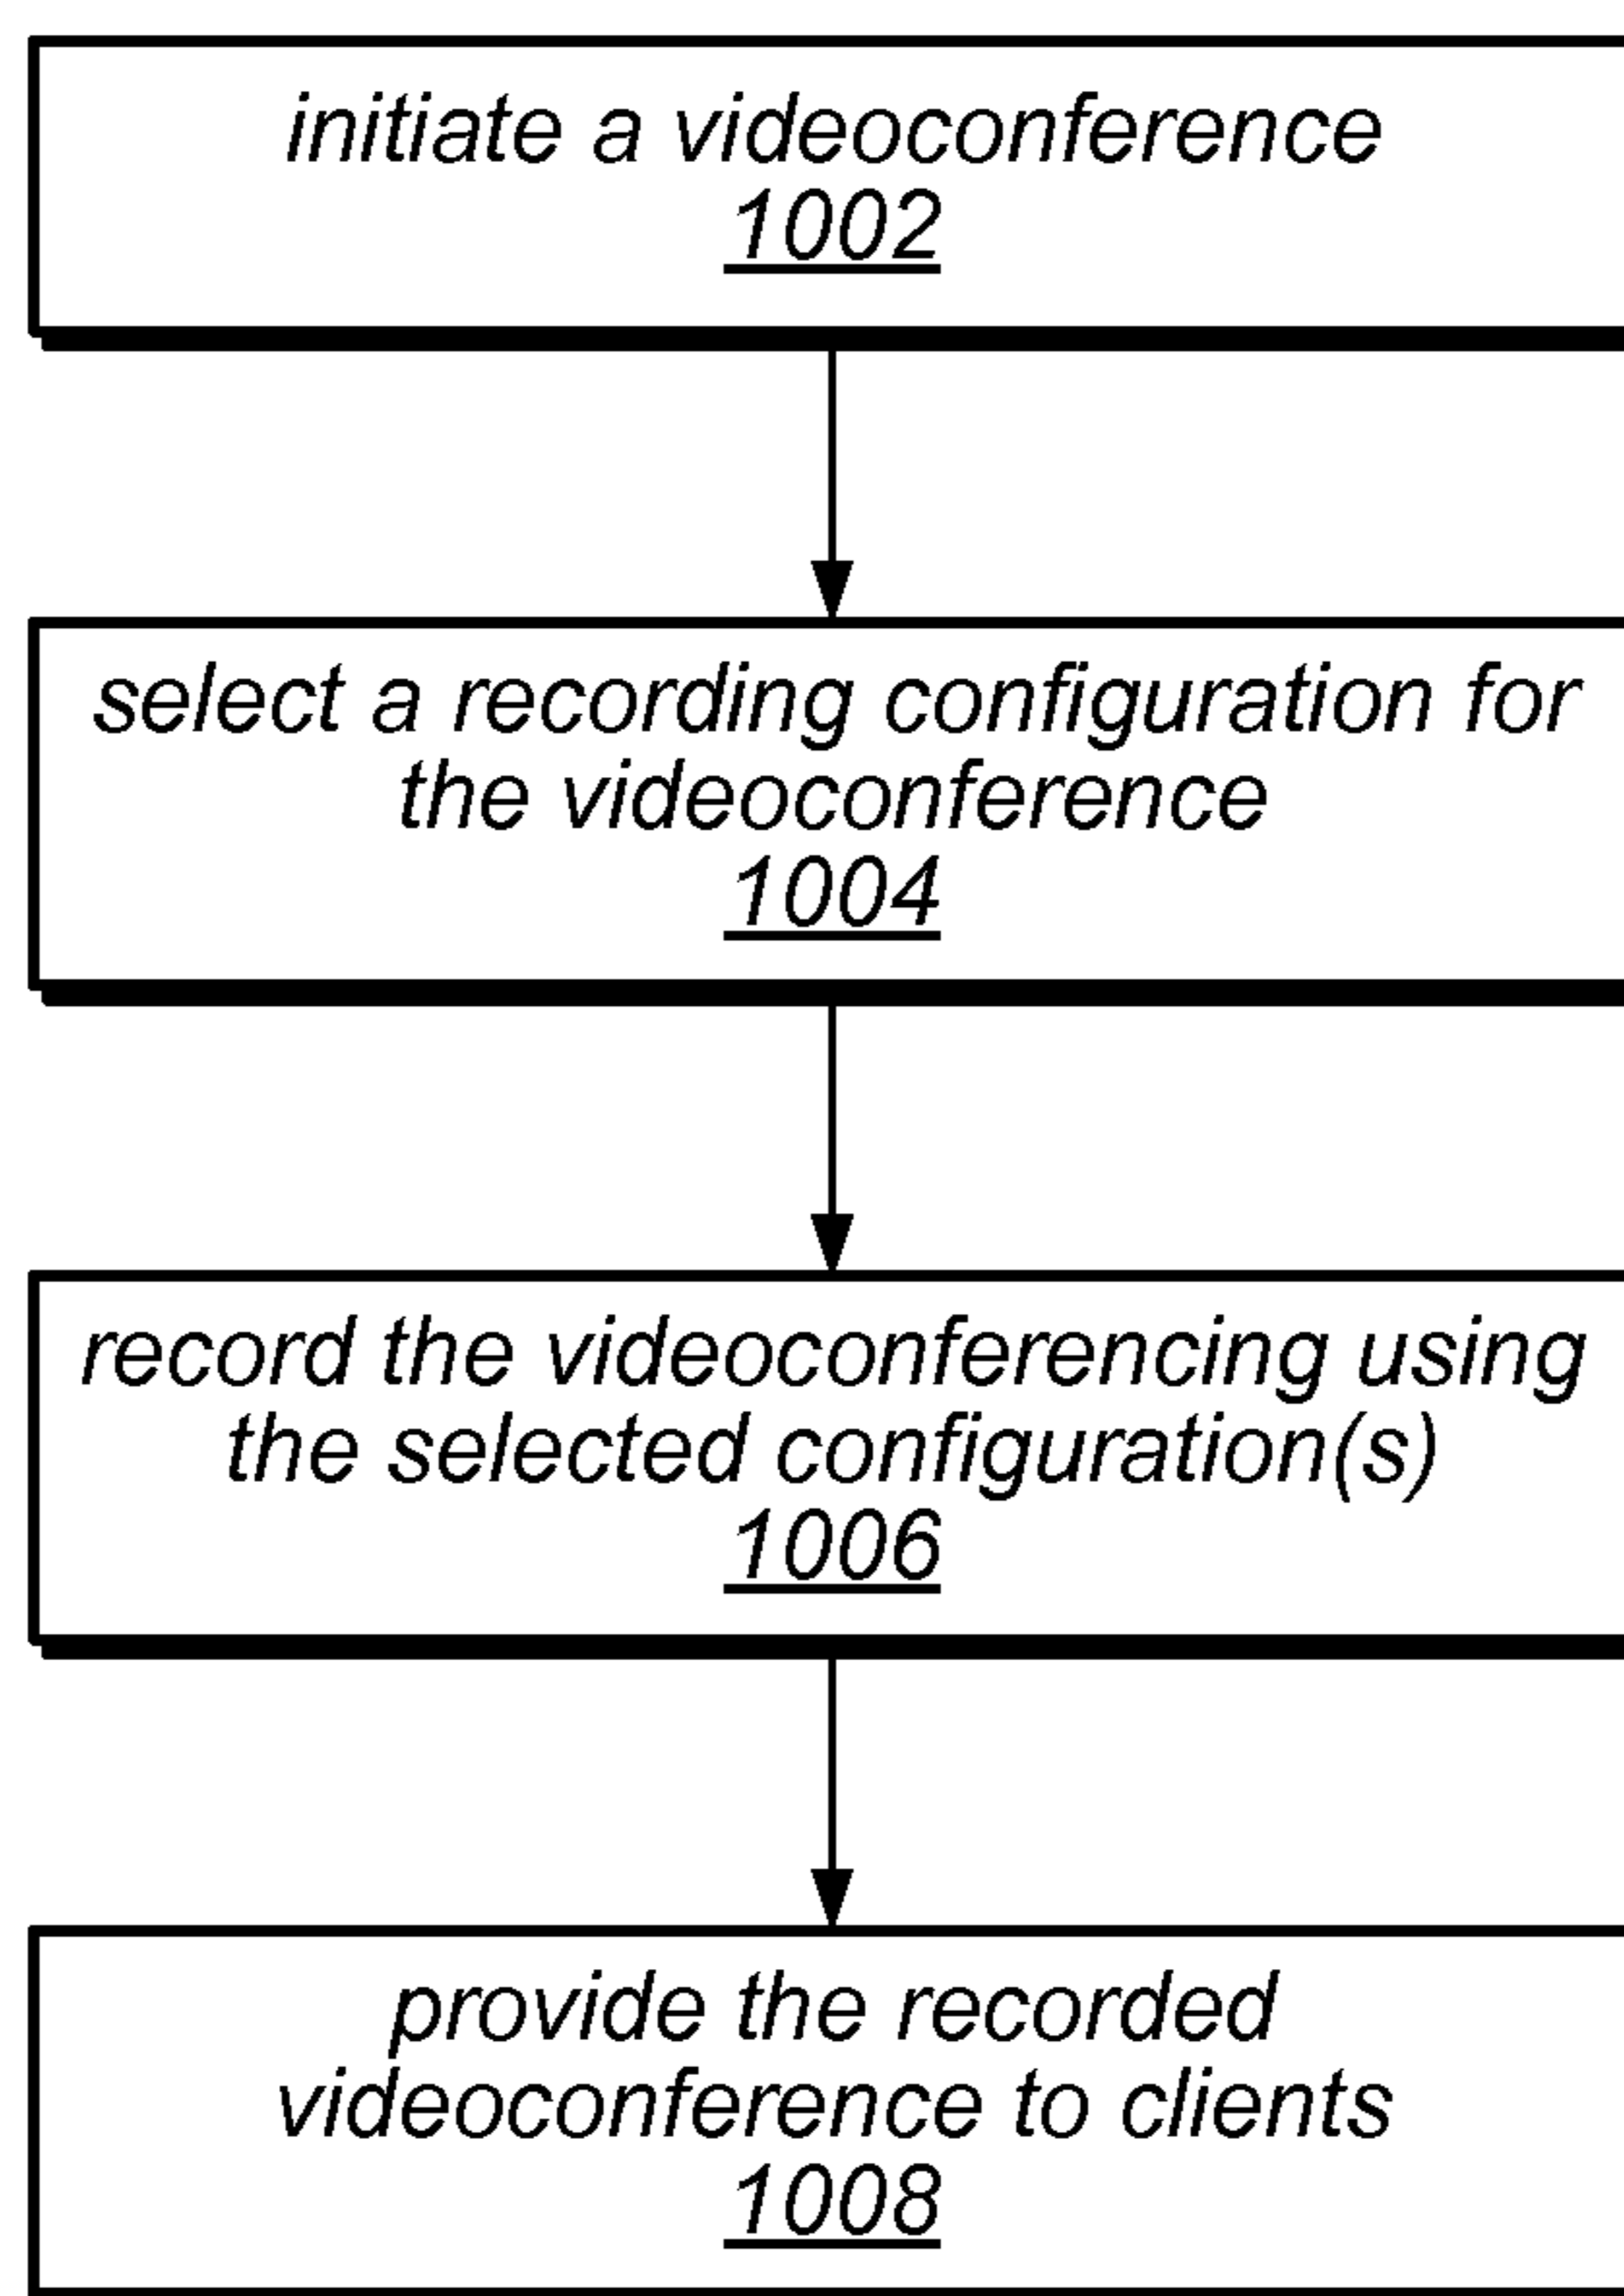 initiate a videoconference
1002
select a recording configuration for
the videoconference
1004
record the videoconferencing using
the selected configuration(s)
1006
provide the recorded
videoconference to clients
1008